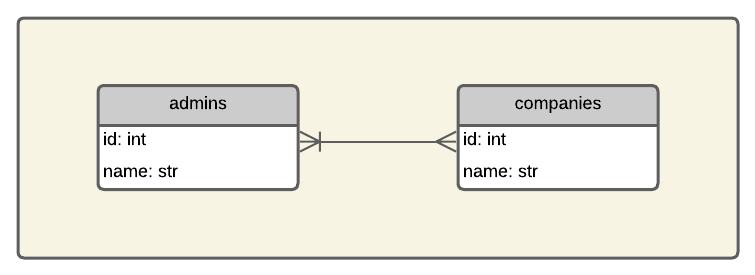 admins
id: int
name: str
companies
id: int
name: str